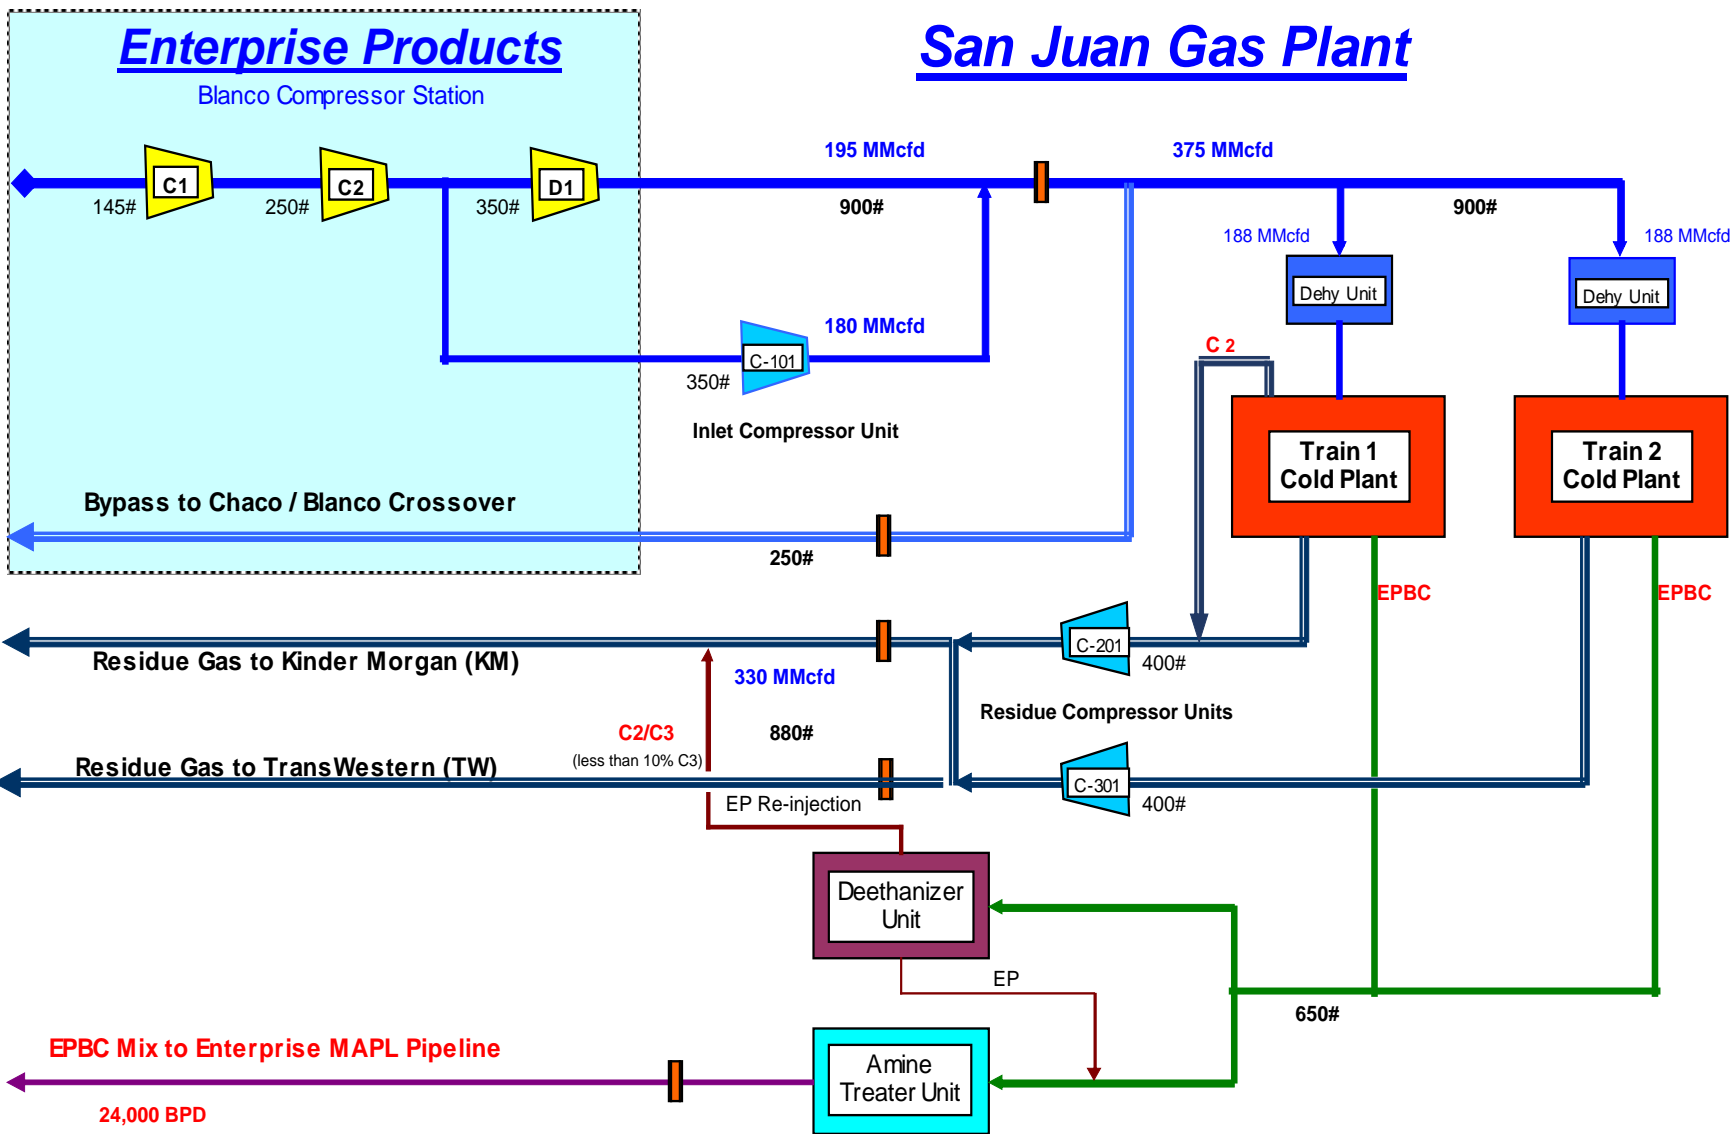 Enterprise Products
San Juan Gas Plant
Blanco Compressor Station
195 MMcfd
375 MMcfd
C1
C2
D1
145#
250#
350#
900#
900#
188 MMcfd
188 MMcfd
Dehy Unit
Dehy Unit
180 MMcfd
C-101
350#
C 2
Inlet Compressor Unit
Train 1
Cold Plant
Train 2
Cold Plant
Bypass to Chaco / Blanco Crossover
250#
EPBC
EPBC
C-201
400#
Residue Gas to Kinder Morgan (KM)
330 MMcfd
Residue Compressor Units
C2/C3
880#
(less than 10% C3)
Residue Gas to TransWestern (TW)
C-301
400#
EP Re-injection
Deethanizer
Unit
EP
650#
EPBC Mix to Enterprise MAPL Pipeline
Amine
Treater Unit
24,000 BPD